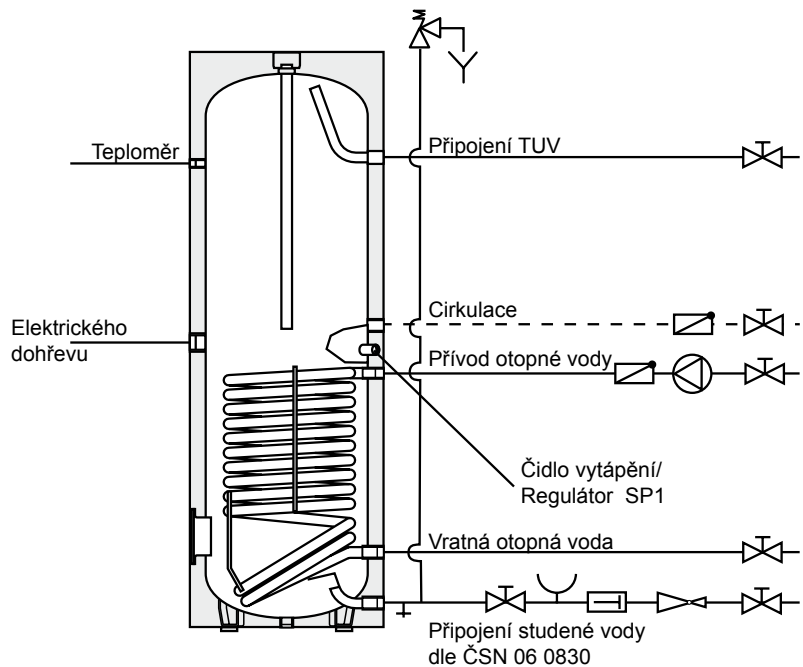 Teploměr
Připojení TUV
Cirkulace
Elektrického
dohřevu
Přívod otopné vody
Čidlo vytápění/
Regulátor SP1
Vratná otopná voda
Připojení studené vody
dle ČSN 06 0830